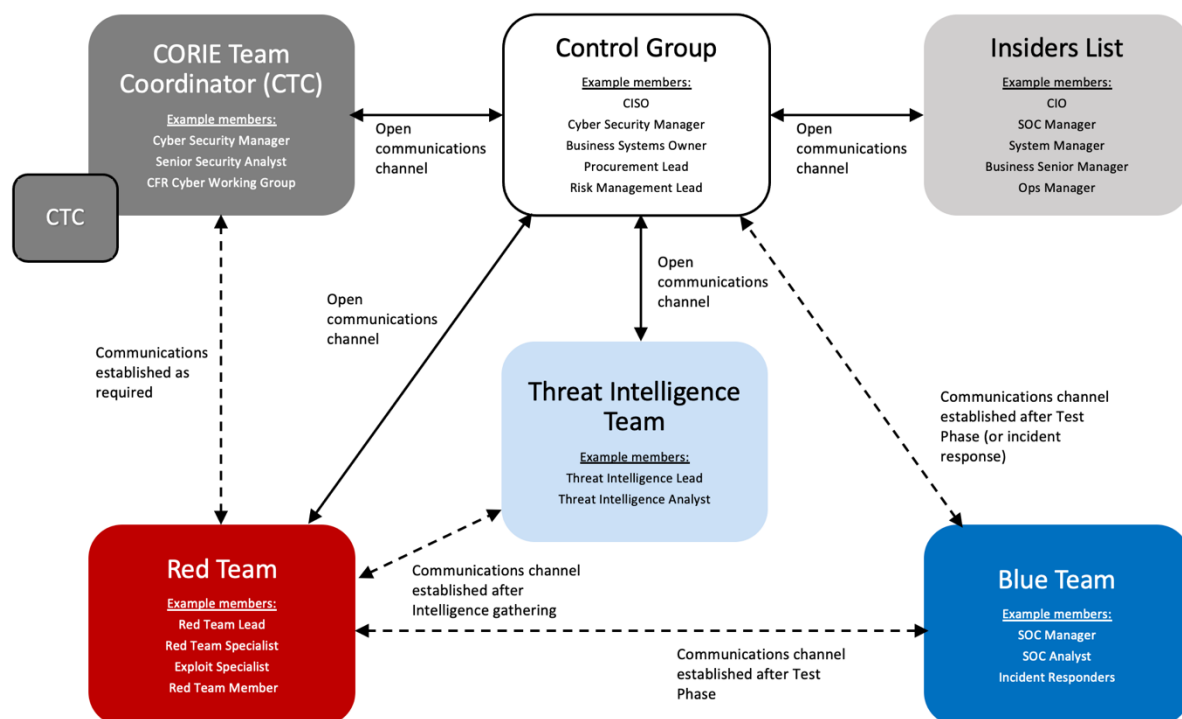 CORIE Team
Coordinator (CTC)
Example members:
Cyber Security Manager
Senior Security Analyst
CFR Cyber Working Group
CTC
Open
communications
channel
Control Group
Example members:
CISO
Cyber Security Manager
Business Systems Owner
Procurement Lead
Risk Management Lead
Open
communications
channel
Insiders List
Example members:
CIO
SOC Manager
System Manager
Business Senior Manager
Ops Manager
Communications
established as
required
Open
communications
channel
Open
communications
channel
Communications channel
established after Test
Phase (or incident
response)
Threat Intelligence
Team
Example members:
Threat Intelligence Lead
Threat Intelligence Analyst
Red Team
Example members:
Red Team Lead
Red Team Specialist
Exploit Specialist
Red Team Member
Communications channel
established after
Intelligence gathering
Communications channel
established after Test
Phase
Blue Team
Example members:
SOC Manager
SOC Analyst
Incident Responders